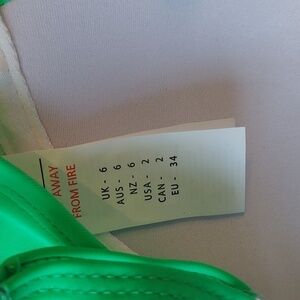 AWAY
FROM FIRE
UK - 6
AUS - 6
NZ - 6
USA - 2
CAN - 2
EU - 34